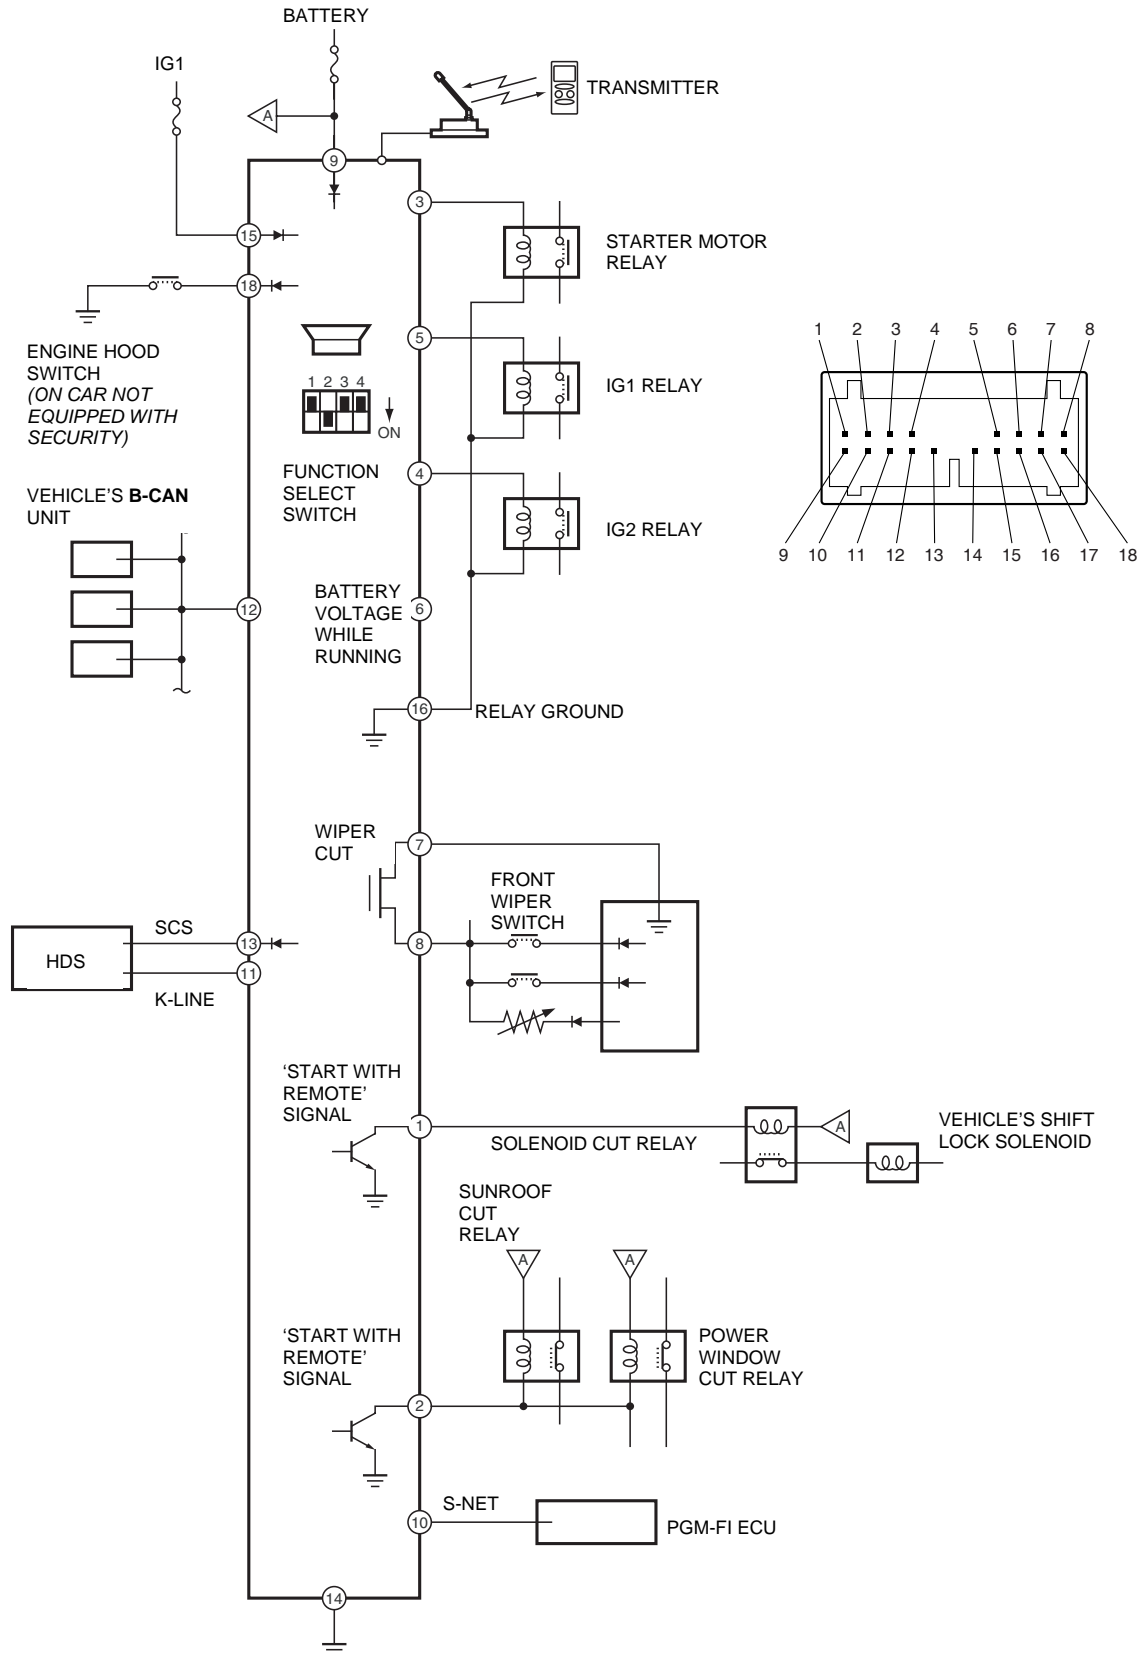 BATTERY
IG1
TRANSMITTER
A
9
3
15
STARTER MOTOR
RELAY
18
ENGINE HOOD
SWITCH
(ON CAR NOT
EQUIPPED WITH
SECURITY)
5
1 2 3 4
ON
IG1 RELAY
1 2 3 4 5 6 7 8
9 10 11 12 13 14 15 16 17 18
FUNCTION
SELECT
SWITCH
4
VEHICLE'S B-CAN
UNIT
IG2 RELAY
BATTERY
VOLTAGE
WHILE
RUNNING
6
12
16
RELAY GROUND
WIPER
CUT
7
FRONT
WIPER
SWITCH
8
SCS
13
HDS
11
K-LINE
‘START WITH
REMOTE’
SIGNAL
1
SOLENOID CUT RELAY
A
VEHICLE'S SHIFT
LOCK SOLENOID
SUNROOF
CUT
RELAY
A
A
‘START WITH
REMOTE’
SIGNAL
POWER
WINDOW
CUT RELAY
2
S-NET
10
PGM-FI ECU
14